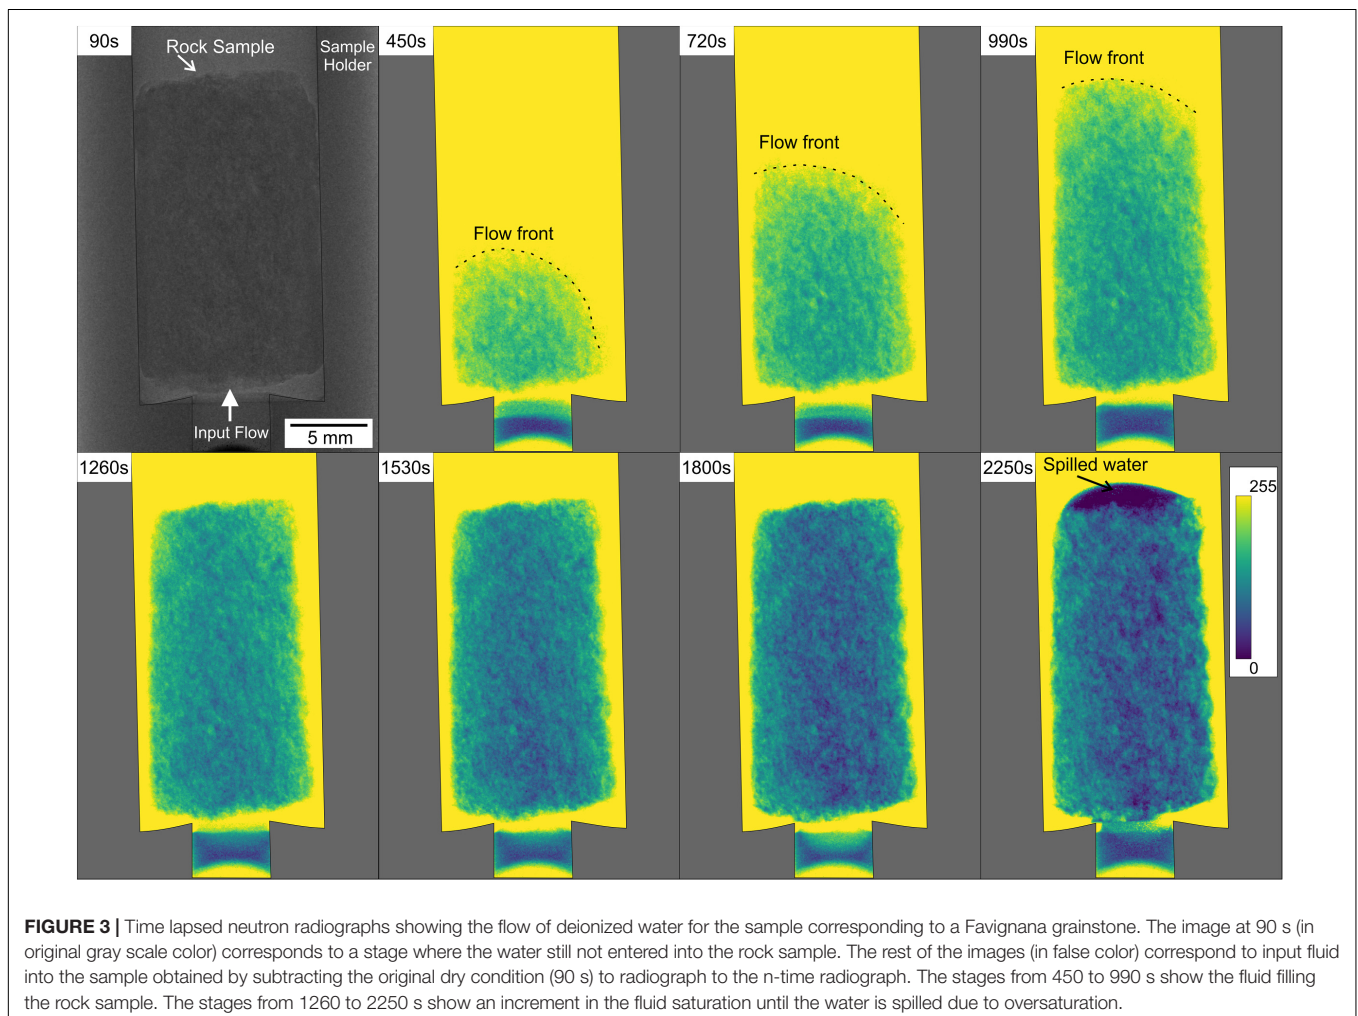 90s
Rock Sample
Sample
Holder
Input Flow
5 mm
450s
Flow front
720s
Flow front
990s
Flow front
1260s
1530s
1800s
2250s
Spilled water
255
0
FIGURE 3 | Time lapsed neutron radiographs showing the flow of deionized water for the sample corresponding to a Favignana grainstone. The image at 90 s (in
original gray scale color) corresponds to a stage where the water still not entered into the rock sample. The rest of the images (in false color) correspond to input fluid
into the sample obtained by subtracting the original dry condition (90 s) to radiograph to the n-time radiograph. The stages from 450 to 990 s show the fluid filling
the rock sample. The stages from 1260 to 2250 s show an increment in the fluid saturation until the water is spilled due to oversaturation.